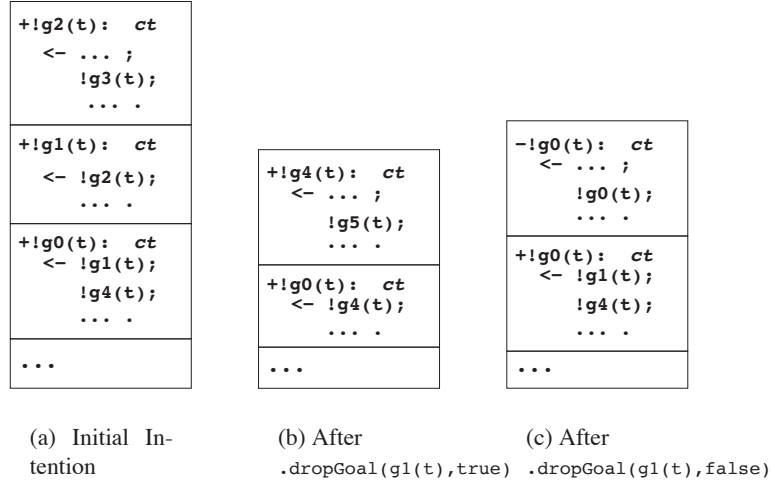 +!g2(t): ct
<- ... ;
!g3(t);
... .
+!g1(t): ct
<- !g2(t);
... .
+!g0(t): ct
<- !g1(t);
!g4(t);
... .
...
(a) Initial In-
tention
+!g4(t): ct
<- ... ;
!g5(t);
... .
+!g0(t): ct
<- !g4(t);
... .
...
(b) After
.dropGoal(g1(t),true)
-!g0(t): ct
<- ... ;
!g0(t);
... .
+!g0(t): ct
<- !g1(t);
!g4(t);
... .
...
(c) After
.dropGoal(g1(t),false)